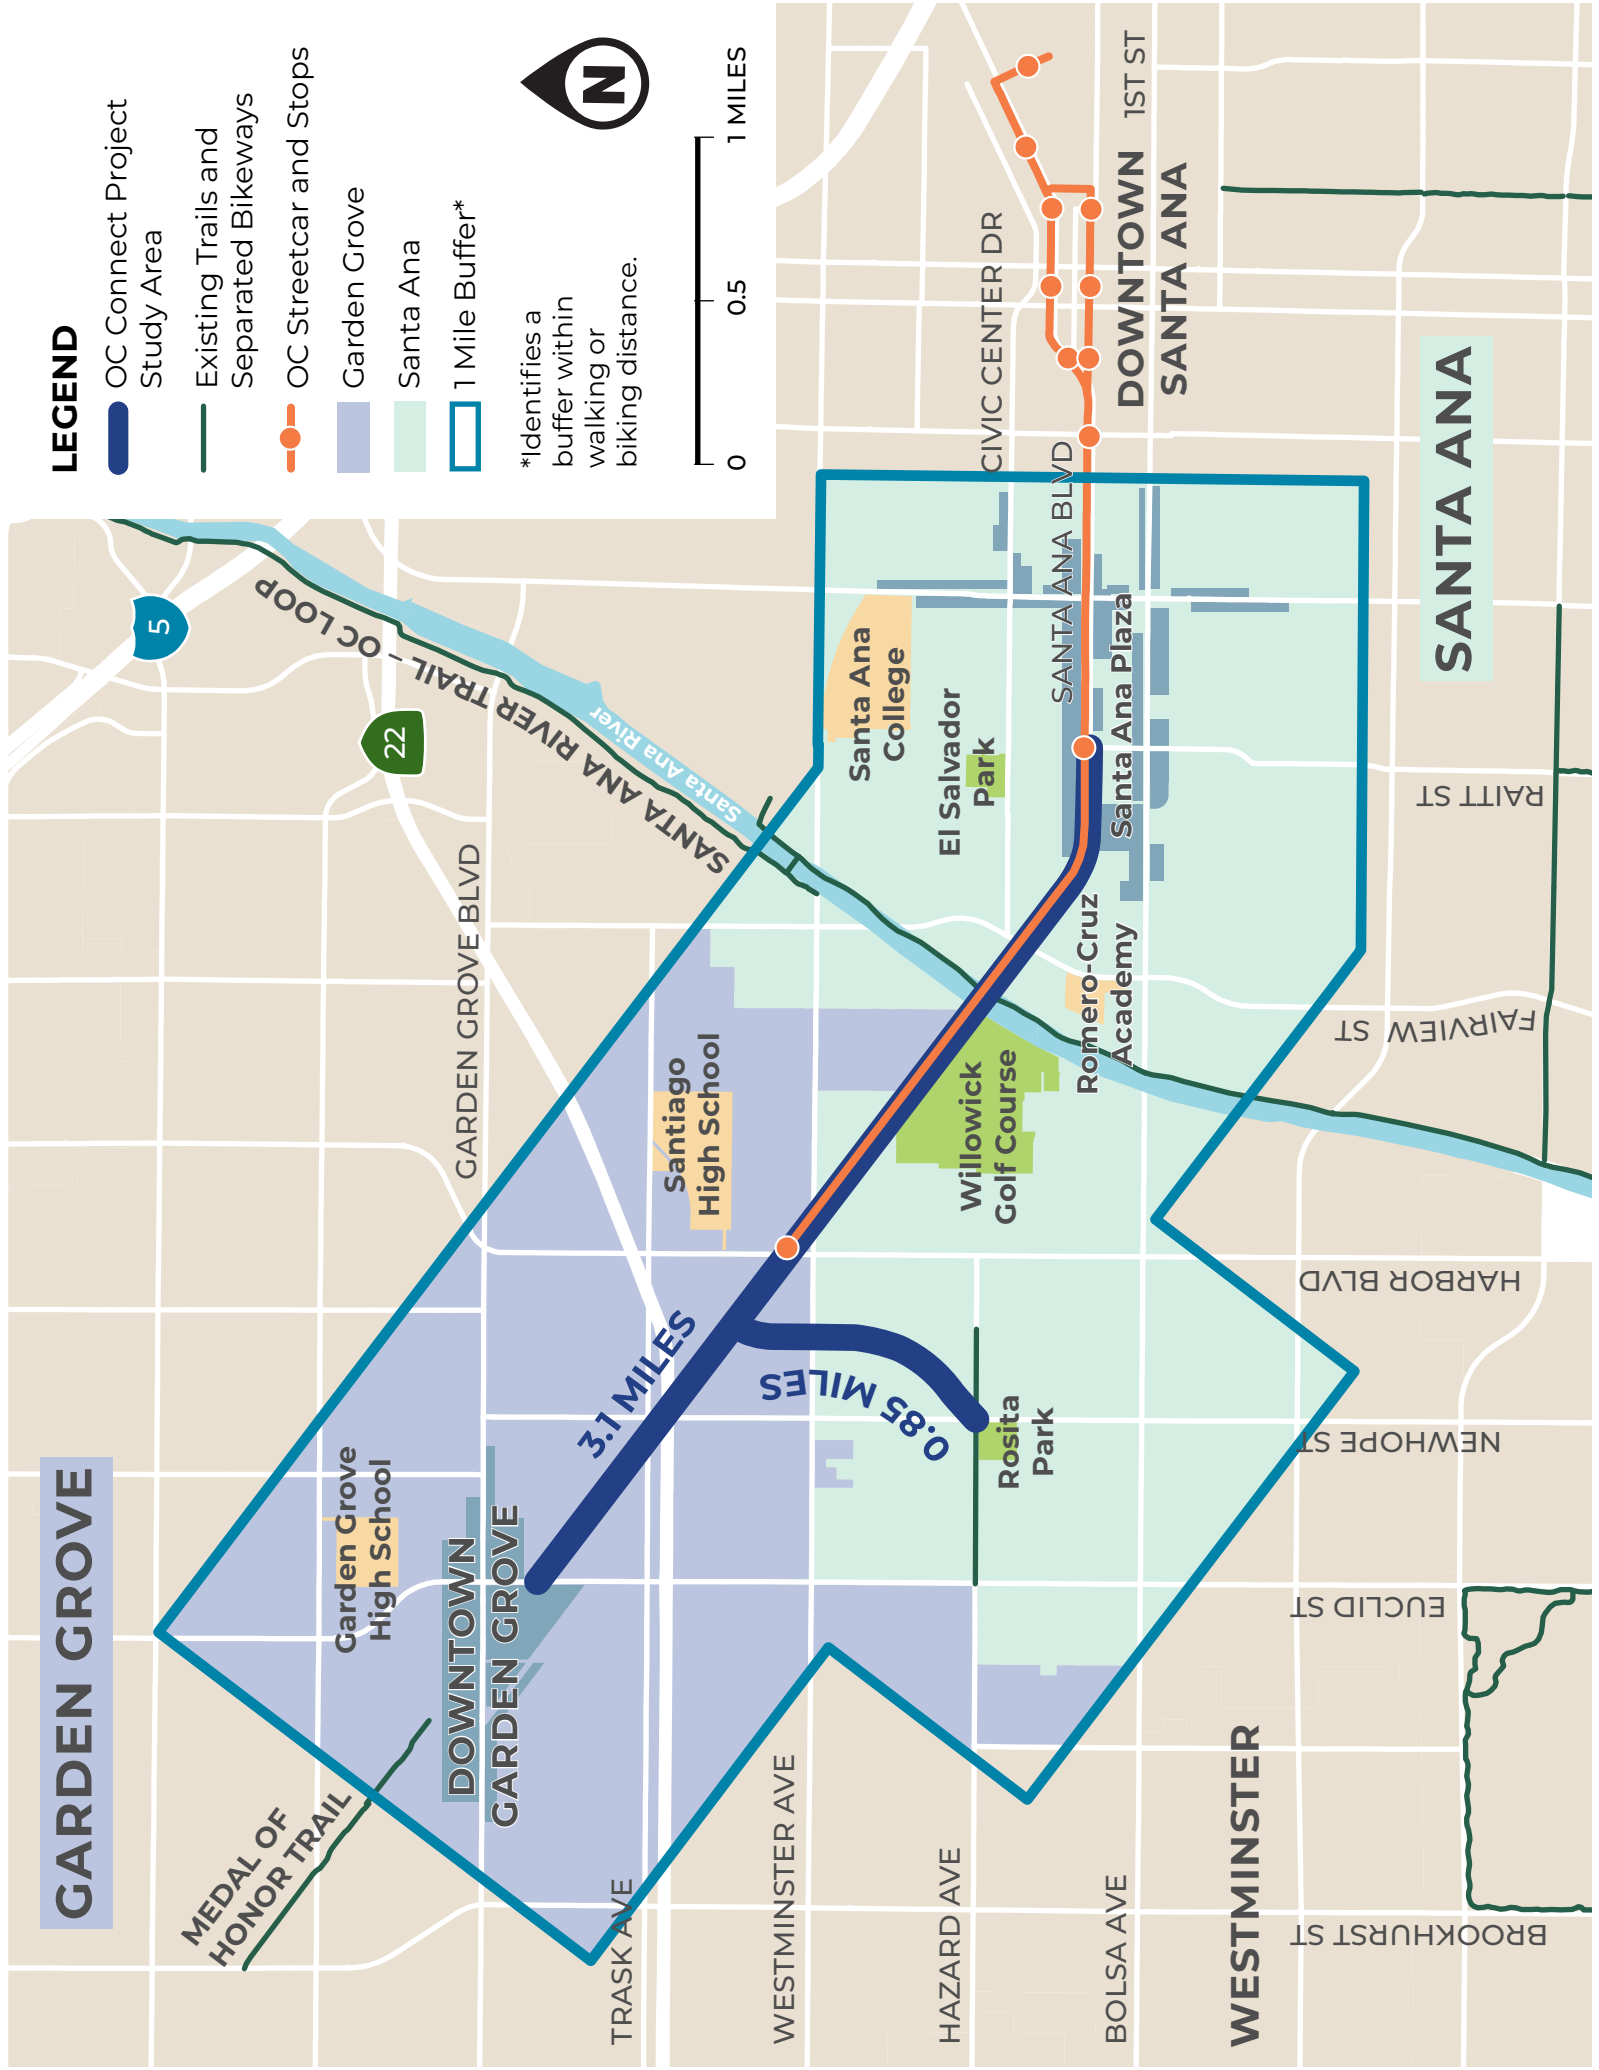 LEGEND
OC Connect Project
Study Area
Existing Trails and
Separated Bikeways
OC Streetcar and Stops
Garden Grove
Santa Ana
1 Mile Buffer*
*Identifies a
buffer within
walking or
biking distance.
N
0
0.5
1 MILES
GARDEN GROVE
MEDAL OF
HONOR TRAIL
Garden Grove
High School
DOWNTOWN
GARDEN GROVE
3.1 MILES
0.85 MILES
Santiago
High School
GARDEN GROVE BLVD
5
22
SANTA ANA RIVER TRAIL – OC LOOP
Santa Ana River
Santa Ana
College
El Salvador
Park
SANTA ANA BLVD
CIVIC CENTER DR
1ST ST
DOWNTOWN
SANTA ANA
Santa Ana Plaza
Romero-Cruz
Academy
Willowick
Golf Course
Rosita
Park
TRASK AVE
WESTMINSTER AVE
HAZARD AVE
BOLSA AVE
WESTMINSTER
BROOKHURST ST
EUCLID ST
NEWHOPE ST
HARBOR BLVD
FAIRVIEW ST
RAITT ST
SANTA ANA